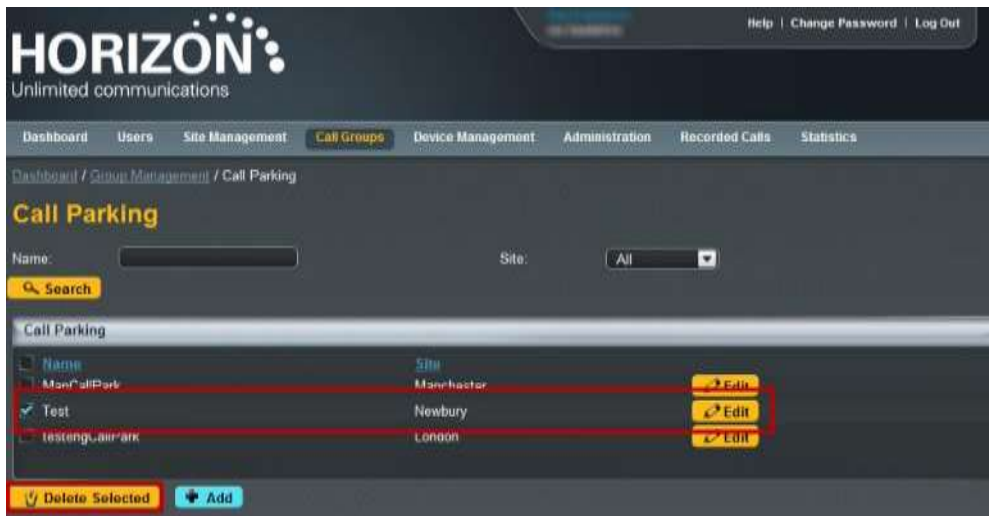 Help | Change Password | Log Out
HORIZON
Unlimited communications
Dashboard Users Site Management Call Groups Device Management Administration Recorded Calls Statistics
Dashboard / Group Management / Call Parking
Call Parking
Name: Site: All
Search
Call Parking
Name Site
ManCallPark Manchester Edit
Test Newbury Edit
testengCallPark London Edit
Delete Selected Add